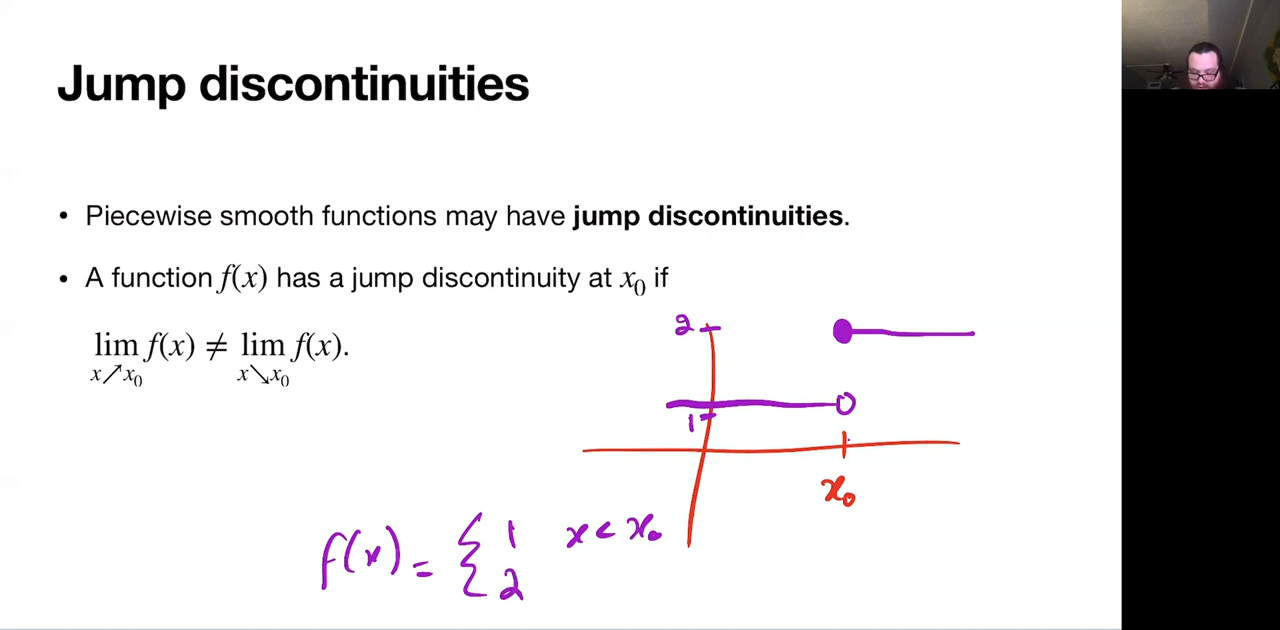 Jump discontinuities
• Piecewise smooth functions may have jump discontinuities.
• A function f(x) has a jump discontinuity at x₀ if
lim f(x) ≠ lim f(x).
x↗x₀ x↘x₀
2
1
x₀
f(x) = { 1 x < x₀
2